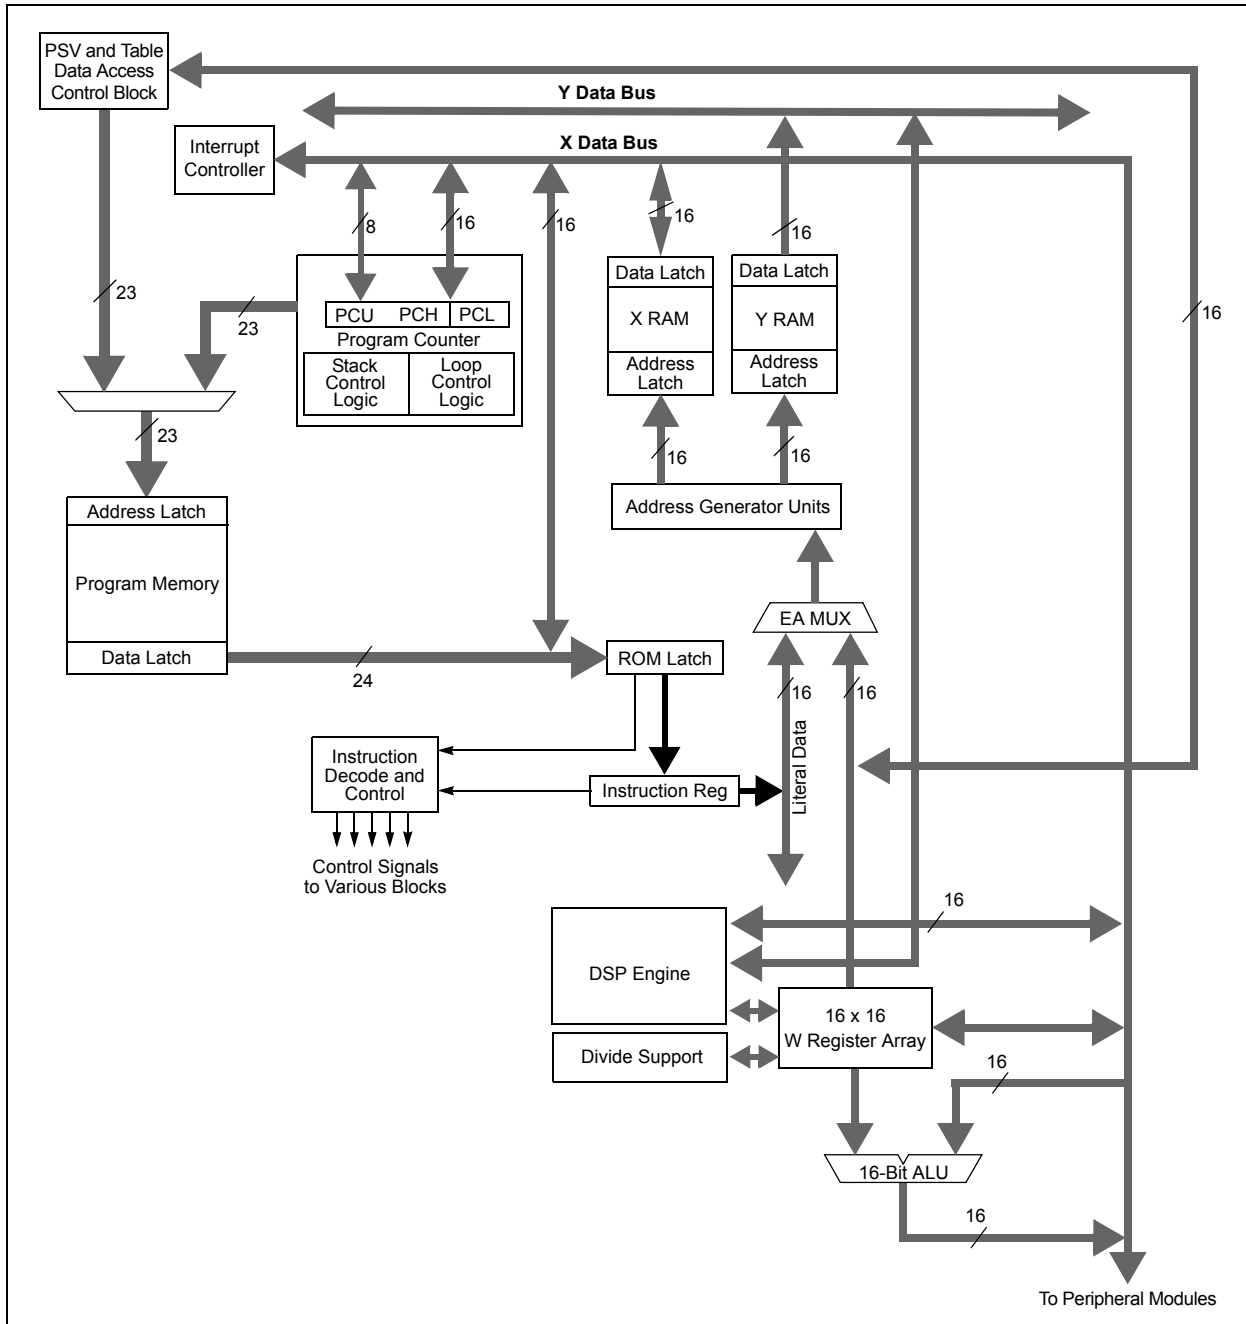 PSV and Table
Data Access
Control Block
Y Data Bus
Interrupt
Controller
X Data Bus
8
16
16
16
16
23
23
16
PCU PCH PCL
Program Counter
Stack
Control
Logic
Loop
Control
Logic
Data Latch
X RAM
Address
Latch
Data Latch
Y RAM
Address
Latch
23
16
16
Address Latch
Program Memory
Data Latch
Address Generator Units
EA MUX
24
ROM Latch
16
16
Literal Data
Instruction
Decode and
Control
Instruction Reg
Control Signals
to Various Blocks
16
DSP Engine
16 x 16
W Register Array
Divide Support
16
16-Bit ALU
16
To Peripheral Modules